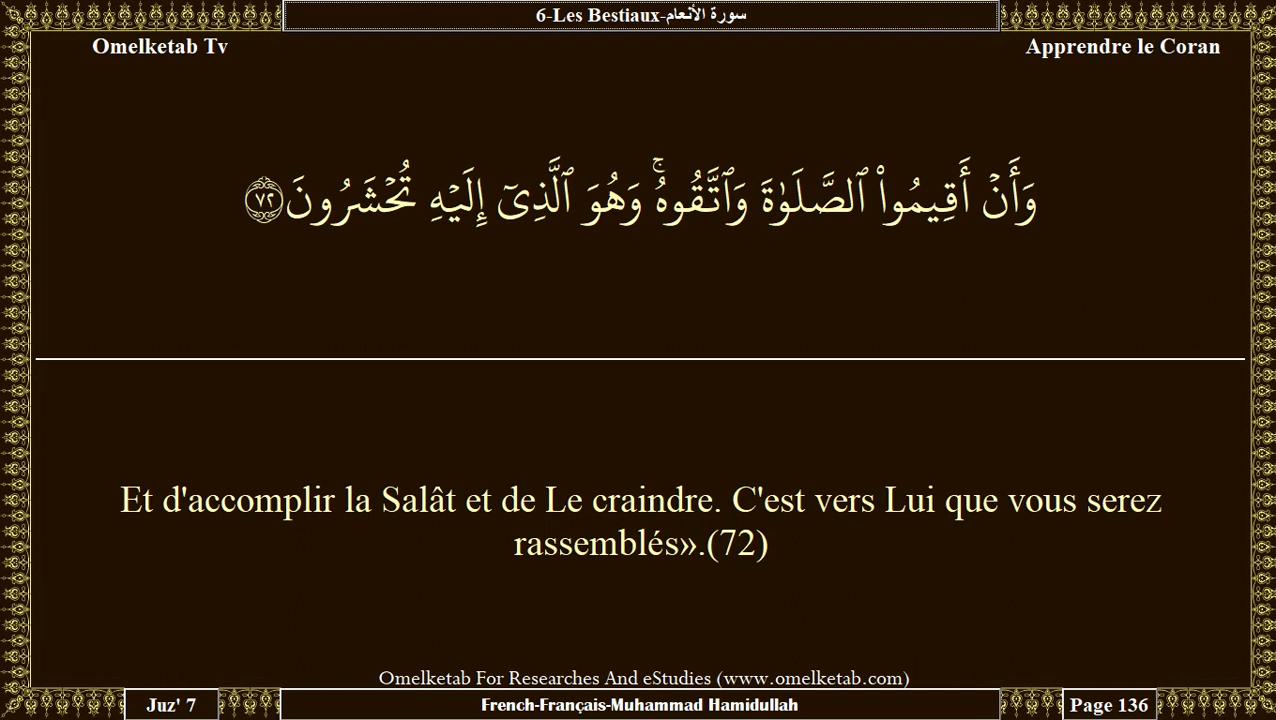 6-Les Bestiaux-سورة الأنعام
Omelketab Tv
Apprendre le Coran
وَأَنۡ أَقِيمُواْ ٱلصَّلَوٰةَ وَٱتَّقُوهُۚ وَهُوَ ٱلَّذِيٓ إِلَيۡهِ تُحۡشَرُونَ ٧٢
Et d'accomplir la Salât et de Le craindre. C'est vers Lui que vous serez
rassemblés».(72)
Omelketab For Researches And eStudies (www.omelketab.com)
Juz' 7
French-Français-Muhammad Hamidullah
Page 136